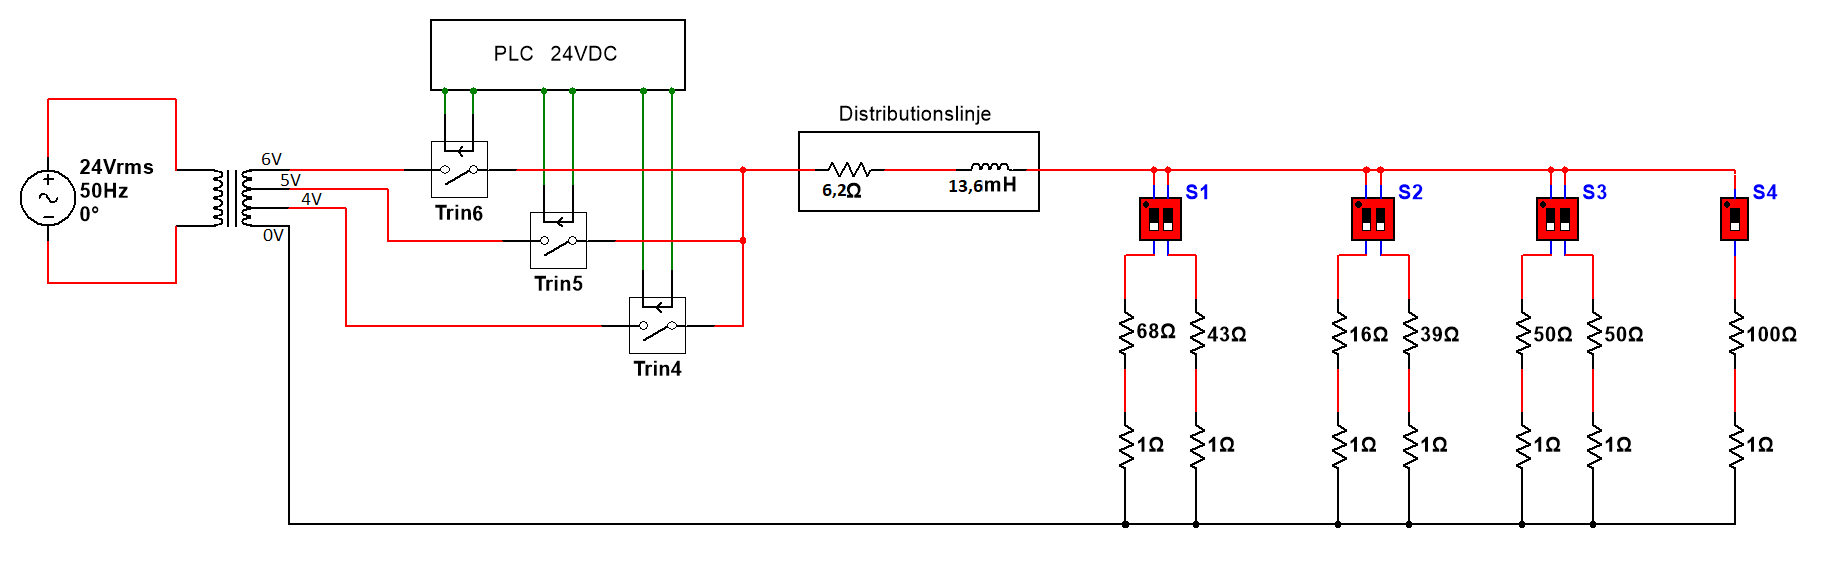 PLC 24VDC
Distributionslinje
24Vrms
50Hz
0°
6V
5V
4V
0V
Trin6
Trin5
Trin4
6,2Ω
13,6mH
S1
S2
S3
S4
68Ω
43Ω
16Ω
39Ω
50Ω
50Ω
100Ω
1Ω
1Ω
1Ω
1Ω
1Ω
1Ω
1Ω